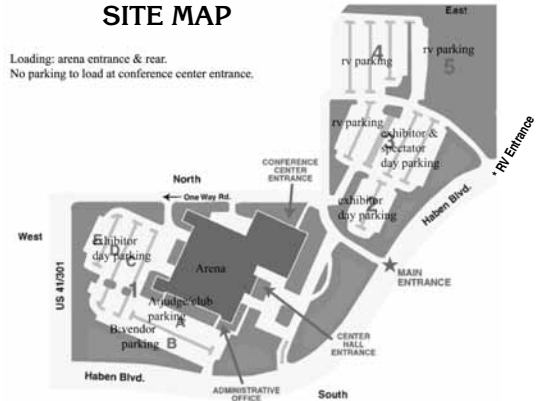 SITE MAP
Loading: arena entrance & rear.
No parking to load at conference center entrance.
East
4
rv parking
rv parking
5
rv parking
3
exhibitor &
spectator
day parking
* RV Entrance
2
exhibitor
day parking
Haben Blvd.
CONFERENCE
CENTER
ENTRANCE
North
← One Way Rd.
West
US 41/301
E
D
C
exhibitor
day parking
1
Arena
A:judge/club
parking
A
B:vendor
parking
B
MAIN
ENTRANCE
CENTER
HALL
ENTRANCE
Haben Blvd.
ADMINISTRATIVE
OFFICE
South